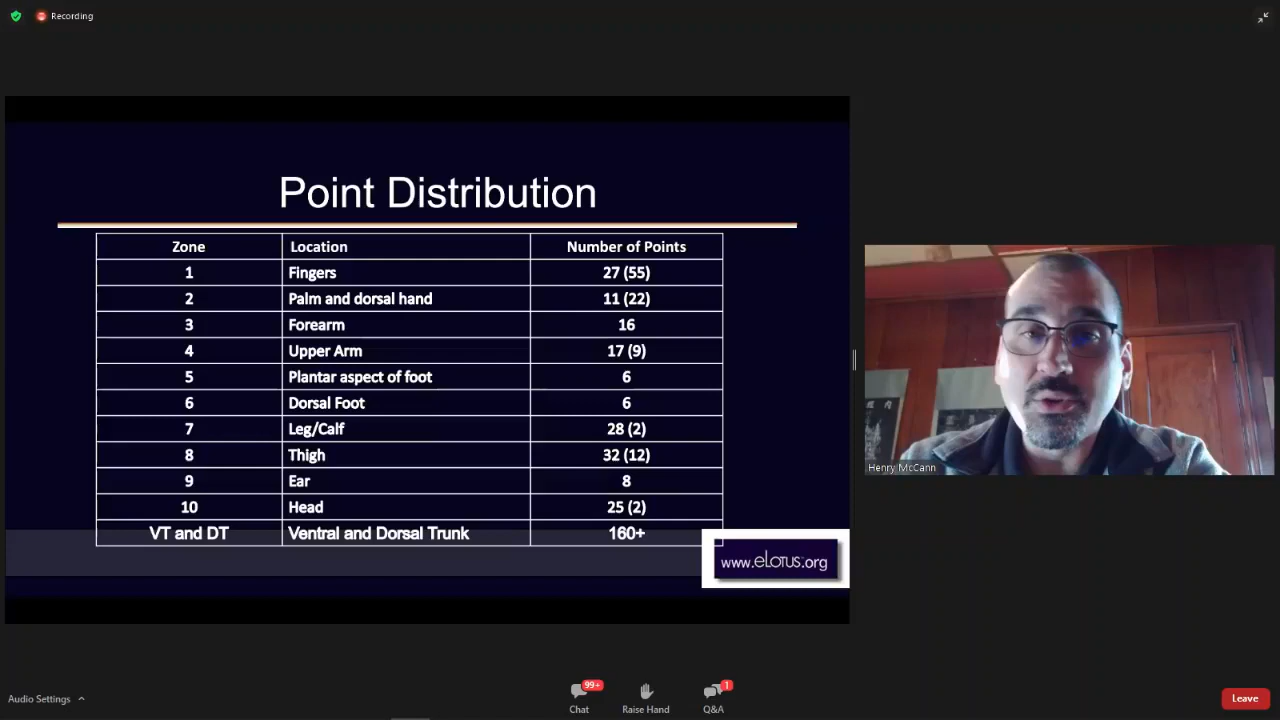 Recording
Point Distribution
Zone Location Number of Points
1 Fingers 27 (55)
2 Palm and dorsal hand 11 (22)
3 Forearm 16
4 Upper Arm 17 (9)
5 Plantar aspect of foot 6
6 Dorsal Foot 6
7 Leg/Calf 28 (2)
8 Thigh 32 (12)
9 Ear 8
10 Head 25 (2)
VT and DT Ventral and Dorsal Trunk 160+
www.eLotus.org
Henry McCann
Audio Settings
99+
Chat
Raise Hand
1
Q&A
Leave